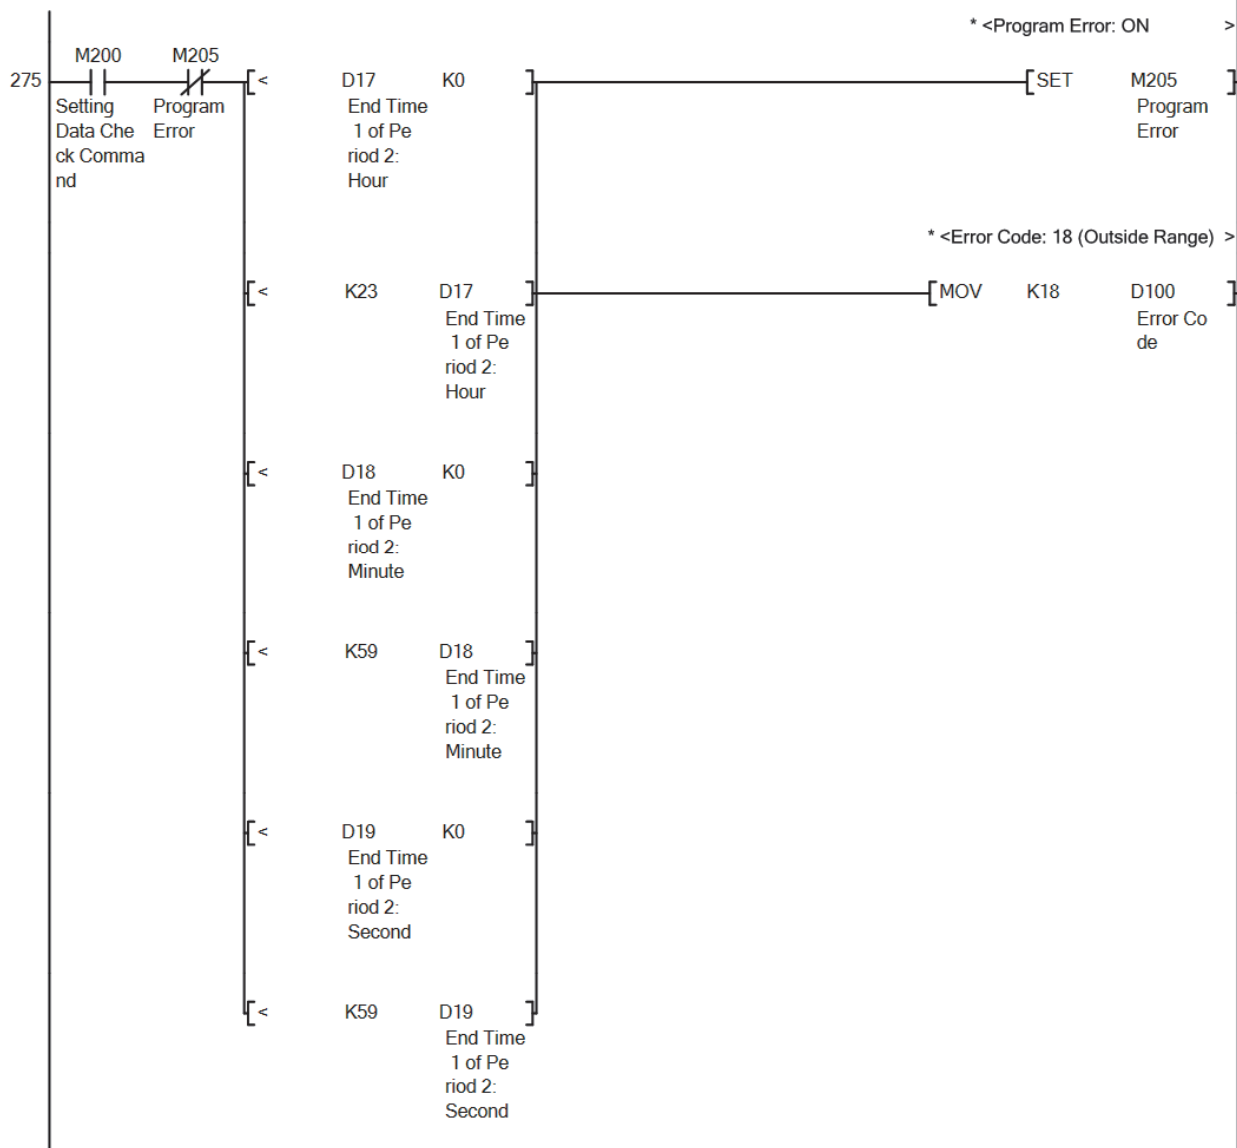 * <Program Error: ON >
M200 M205
275 [ < D17 K0 ] [ SET M205 ]
Setting Program End Time Program
Data Che Error 1 of Pe Error
ck Comma riod 2:
nd Hour
* <Error Code: 18 (Outside Range) >
[ < K23 D17 ] [ MOV K18 D100 ]
End Time Error Co
1 of Pe de
riod 2:
Hour
[ < D18 K0 ]
End Time
1 of Pe
riod 2:
Minute
[ < K59 D18 ]
End Time
1 of Pe
riod 2:
Minute
[ < D19 K0 ]
End Time
1 of Pe
riod 2:
Second
[ < K59 D19 ]
End Time
1 of Pe
riod 2:
Second